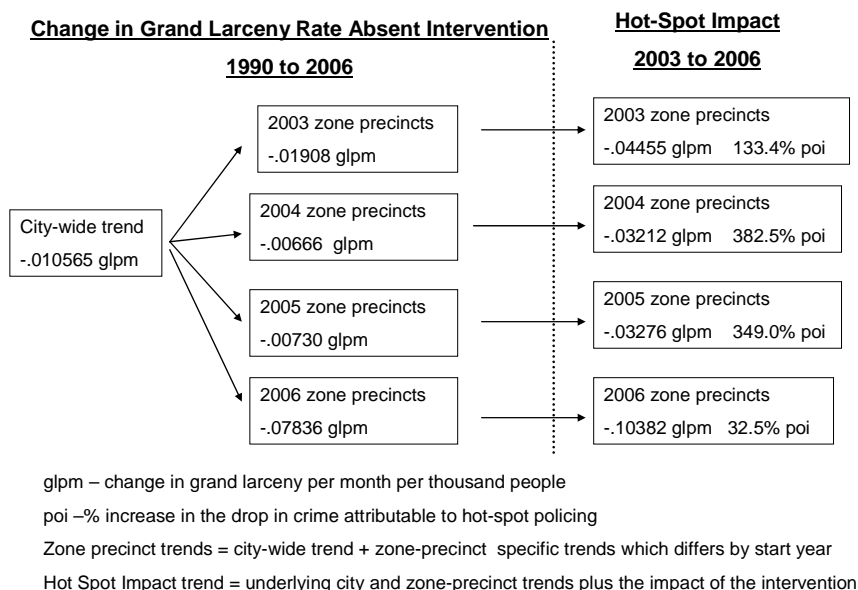 Change in Grand Larceny Rate Absent Intervention
1990 to 2006
Hot-Spot Impact
2003 to 2006
City-wide trend
-.010565 glpm
2003 zone precincts
-.01908 glpm
2003 zone precincts
-.04455 glpm 133.4% poi
2004 zone precincts
-.00666 glpm
2004 zone precincts
-.03212 glpm 382.5% poi
2005 zone precincts
-.00730 glpm
2005 zone precincts
-.03276 glpm 349.0% poi
2006 zone precincts
-.07836 glpm
2006 zone precincts
-.10382 glpm 32.5% poi
glpm – change in grand larceny per month per thousand people
poi –% increase in the drop in crime attributable to hot-spot policing
Zone precinct trends = city-wide trend + zone-precinct specific trends which differs by start year
Hot Spot Impact trend = underlying city and zone-precinct trends plus the impact of the intervention